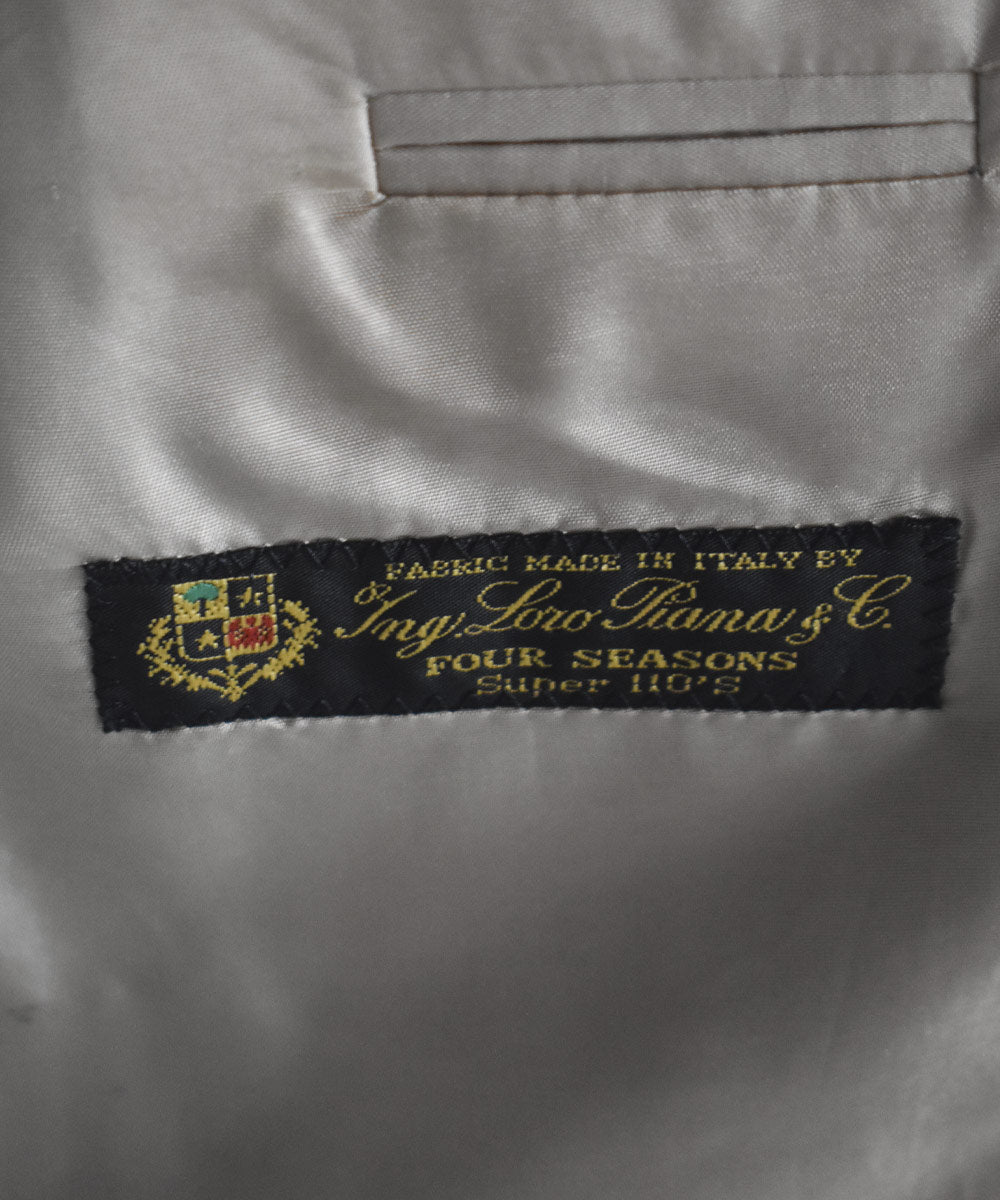 FABRIC MADE IN ITALY BY
Ing. Loro Piana & C.
FOUR SEASONS
Super 110'S